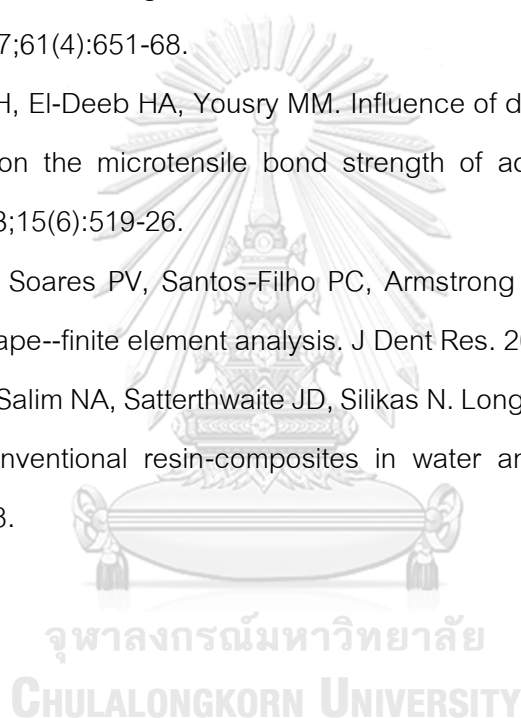 7;61(4):651-68.
H, El-Deeb HA, Yousry MM. Influence of d
on the microtensile bond strength of ad
3;15(6):519-26.
Soares PV, Santos-Filho PC, Armstrong
ape--finite element analysis. J Dent Res. 20
Salim NA, Satterthwaite JD, Silikas N. Long
nventional resin-composites in water an
3.
จุฬาลงกรณ์มหาวิทยาลัย
CHULALONGKORN UNIVERSITY